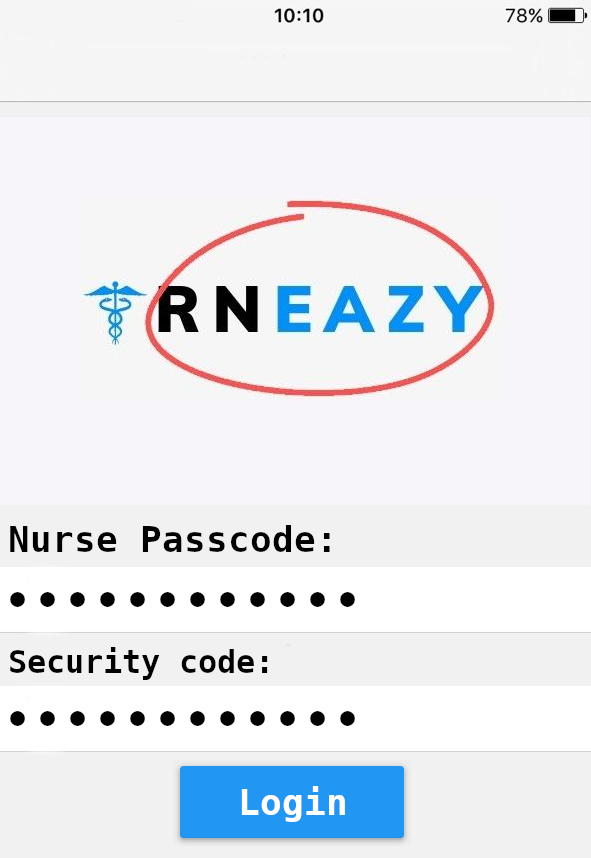 10:10 78%
RNEAZY
Nurse Passcode:
●●●●●●●●●●●●
Security code:
●●●●●●●●●●●●
Login